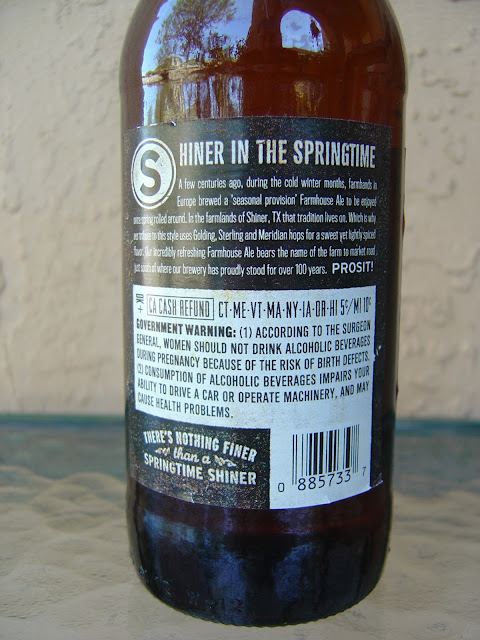 SHINER IN THE SPRINGTIME
A few centuries ago, during the cold winter months, farmhands in
Europe brewed a 'seasonal provision' Farmhouse Ale to be enjoyed
once spring rolled around. In the farmlands of Shiner, TX that tradition lives on. Which is why
our tribute to this style uses Golding, Sterling and Meridian hops for a sweet yet lightly spiced
flavor. Our incredibly refreshing Farmhouse Ale bears the name of the farm to market road
just south of where our brewery has proudly stood for over 100 years. PROSIT!
OK + CA CASH REFUND CT-ME-VT-MA-NY-IA-OR-HI 5¢/MI 10¢
GOVERNMENT WARNING: (1) ACCORDING TO THE SURGEON
GENERAL, WOMEN SHOULD NOT DRINK ALCOHOLIC BEVERAGES
DURING PREGNANCY BECAUSE OF THE RISK OF BIRTH DEFECTS.
(2) CONSUMPTION OF ALCOHOLIC BEVERAGES IMPAIRS YOUR
ABILITY TO DRIVE A CAR OR OPERATE MACHINERY, AND MAY
CAUSE HEALTH PROBLEMS.
THERE'S NOTHING FINER
than a
SPRINGTIME SHINER
0 885733 7